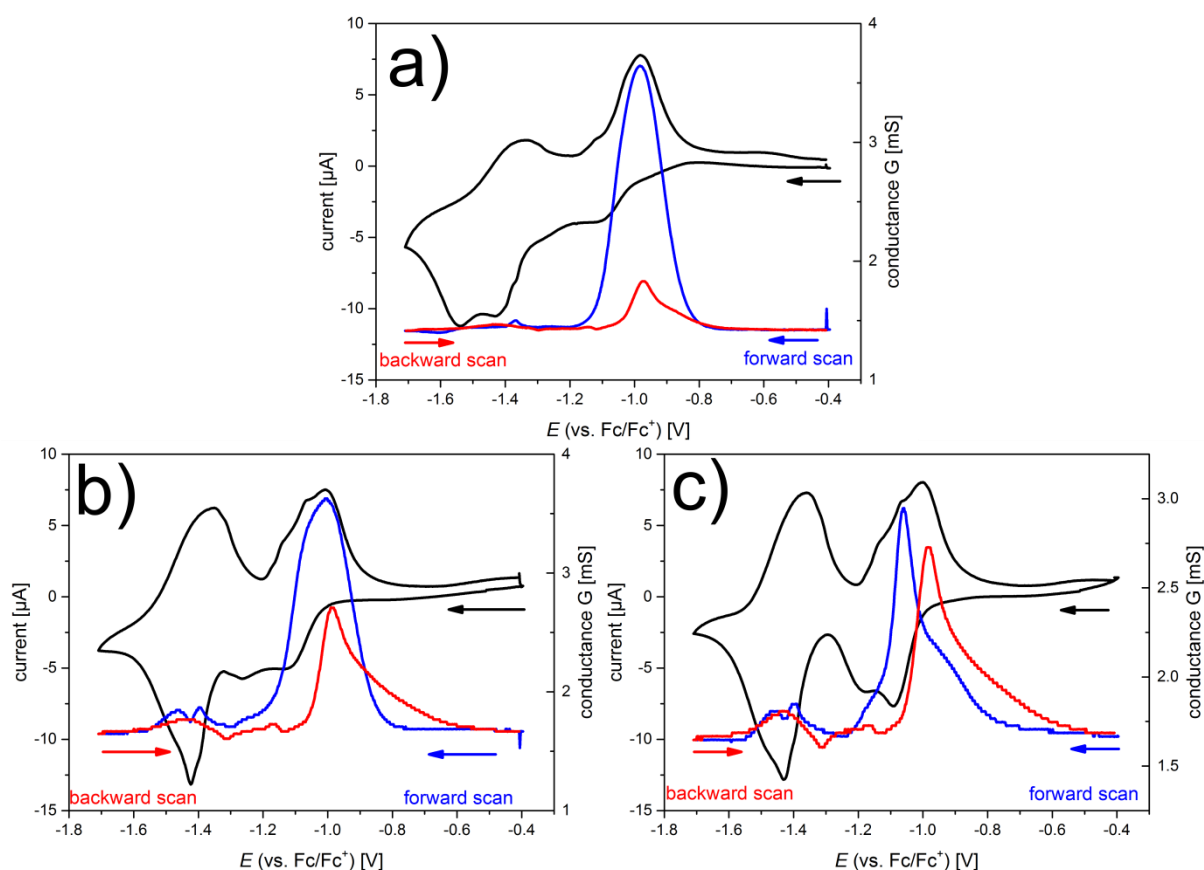 a)
10
5
0
-5
-10
-15
current [µA]
4
3
2
1
conductance G [mS]
backward scan
forward scan
-1.8 -1.6 -1.4 -1.2 -1.0 -0.8 -0.6 -0.4
E (vs. Fc/Fc⁺) [V]
b)
10
5
0
-5
-10
-15
current [µA]
4
3
2
1
conductance G [mS]
backward scan
forward scan
-1.8 -1.6 -1.4 -1.2 -1.0 -0.8 -0.6 -0.4
E (vs. Fc/Fc⁺) [V]
c)
10
5
0
-5
-10
-15
current [µA]
3.0
2.5
2.0
1.5
conductance G [mS]
backward scan
forward scan
-1.8 -1.6 -1.4 -1.2 -1.0 -0.8 -0.6 -0.4
E (vs. Fc/Fc⁺) [V]